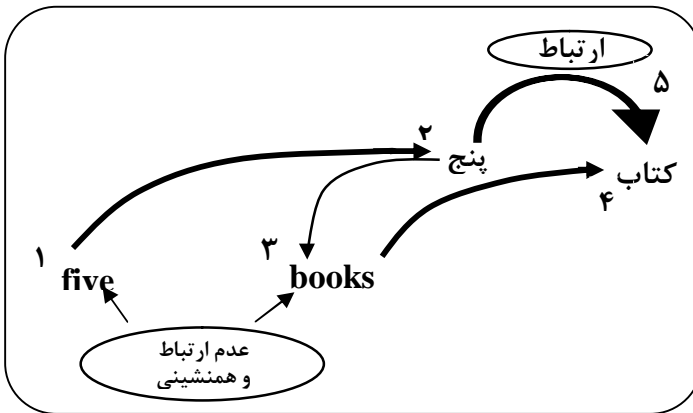 ارتباط
۵
۲
پنج
کتاب
۴
۱
۳
five
books
عدم ارتباط
و همنشینی